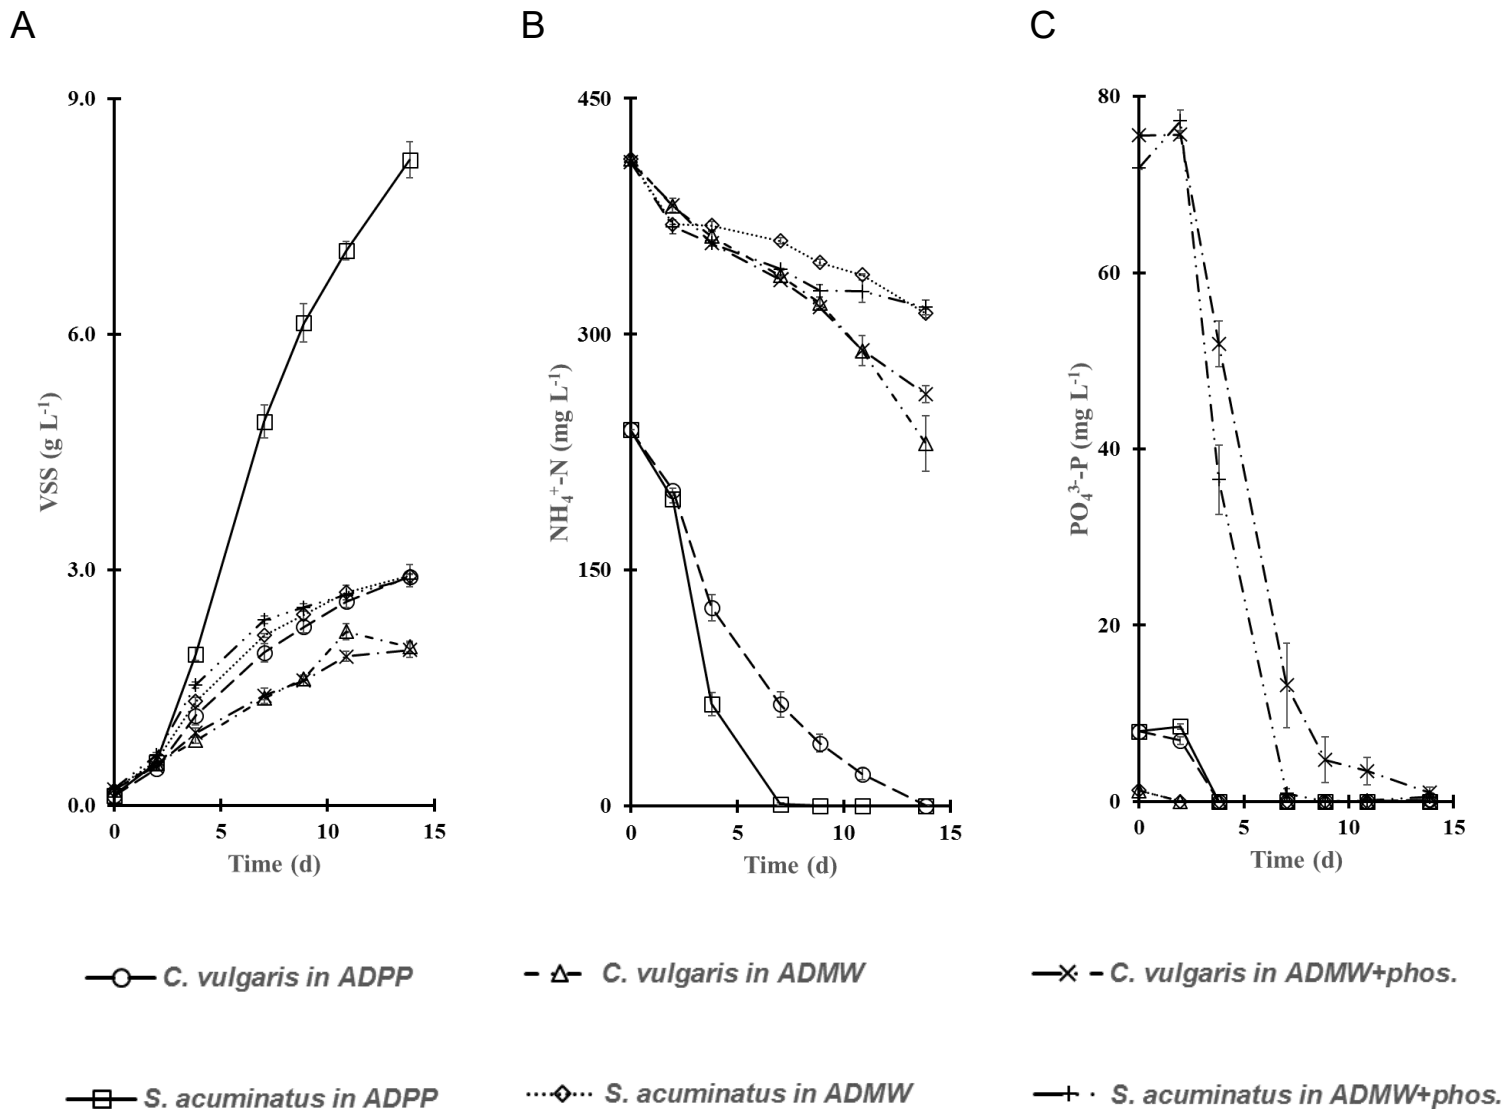 A B C
9.0
6.0
3.0
0.0
0 5 10 15
VSS (g L⁻¹)
Time (d)
450
300
150
0
0 5 10 15
NH₄⁺-N (mg L⁻¹)
Time (d)
80
60
40
20
0
0 5 10 15
PO₄³⁻-P (mg L⁻¹)
Time (d)
C. vulgaris in ADPP
C. vulgaris in ADMW
C. vulgaris in ADMW+phos.
S. acuminatus in ADPP
S. acuminatus in ADMW
S. acuminatus in ADMW+phos.